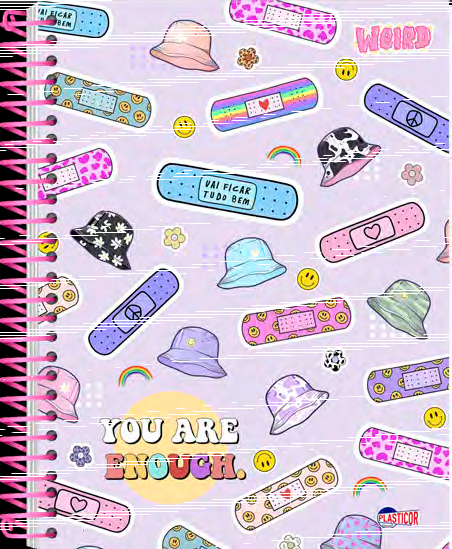 VAI FICAR
TUDO BEM
WEIRD
VAI FICAR
TUDO BEM
YOU ARE
ENOUGH.
PLASTICOR